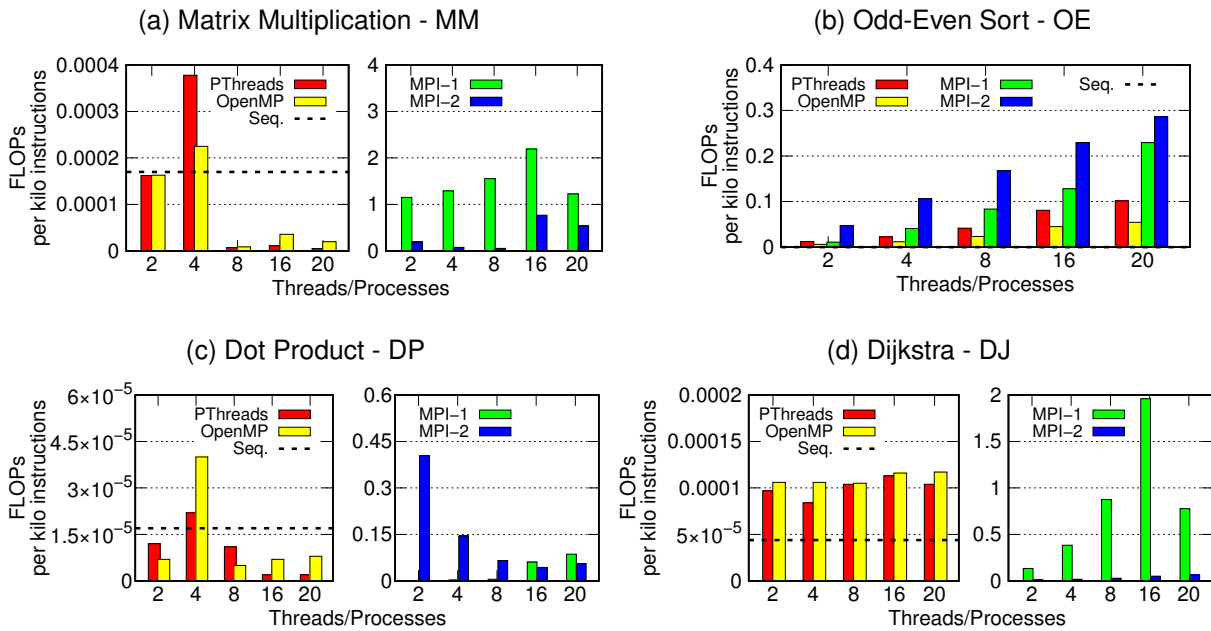 (a) Matrix Multiplication - MM
FLOPs
per kilo instructions
0.0004
0.0003
0.0002
0.0001
0
PThreads
OpenMP
Seq.
2 4 8 16 20
4
3
2
1
0
MPI-1
MPI-2
2 4 8 16 20
Threads/Processes
(b) Odd-Even Sort - OE
FLOPs
per kilo instructions
0.4
0.3
0.2
0.1
0
PThreads MPI-1 Seq.
OpenMP MPI-2
2 4 8 16 20
Threads/Processes
(c) Dot Product - DP
FLOPs
per kilo instructions
6×10⁻⁵
4.5×10⁻⁵
3×10⁻⁵
1.5×10⁻⁵
0
PThreads
OpenMP
Seq.
2 4 8 16 20
0.6
0.45
0.3
0.15
0
MPI-1
MPI-2
2 4 8 16 20
Threads/Processes
(d) Dijkstra - DJ
FLOPs
per kilo instructions
0.0002
0.00015
0.0001
5×10⁻⁵
0
PThreads
OpenMP
Seq.
2 4 8 16 20
2
1.5
1
0.5
0
MPI-1
MPI-2
2 4 8 16 20
Threads/Processes